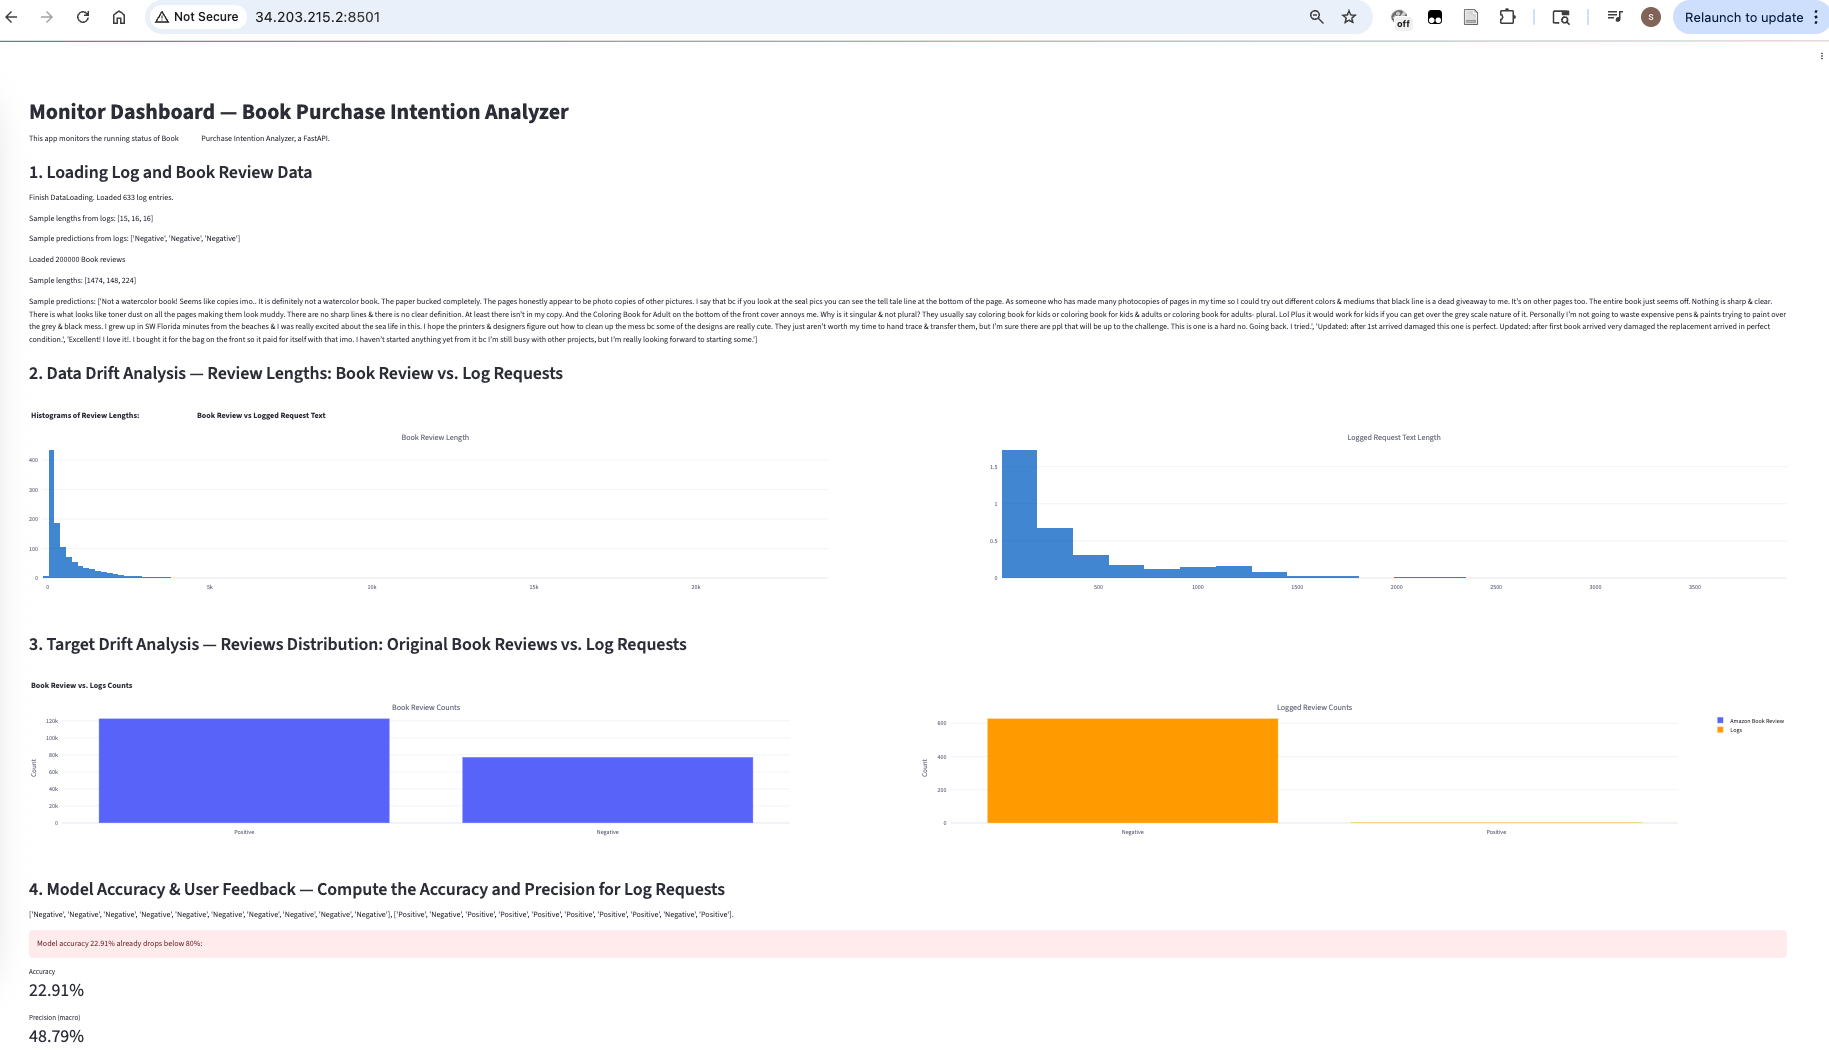 Not Secure 34.203.215.2:8501 off S Relaunch to update
Monitor Dashboard — Book Purchase Intention Analyzer
This app monitors the running status of Book Purchase Intention Analyzer, a FastAPI.
1. Loading Log and Book Review Data
Finish DataLoading. Loaded 633 log entries.
Sample lengths from logs: [15, 16, 16]
Sample predictions from logs: ['Negative', 'Negative', 'Negative']
Loaded 200000 Book reviews
Sample lengths: [1474, 148, 224]
Sample predictions: ['Not a watercolor book! Seems like copies imo.. It is definitely not a watercolor book. The paper bucked completely. The pages honestly appear to be photo copies of other pictures. I say that bc if you look at the seal pics you can see the tell tale line at the bottom of the page. As someone who has made many photocopies of pages in my time so I could try out different colors & mediums that black line is a dead giveaway to me. It's on other pages too. The entire book just seems off. Nothing is sharp & clear.
There is what looks like toner dust on all the pages making them look muddy. There are no sharp lines & there is no clear definition. At least there isn't in my copy. And the Coloring Book for Adult on the bottom of the front cover annoys me. Why is it singular & not plural? They usually say coloring book for kids or coloring book for kids & adults or coloring book for adults- plural. Lol Plus it would work for kids if you can get over the grey scale nature of it. Personally I'm not going to waste expensive pens & paints trying to paint over
the grey & black mess. I grew up in SW Florida minutes from the beaches & I was really excited about the sea life in this. I hope the printers & designers figure out how to clean up the mess bc some of the designs are really cute. They just aren't worth my time to hand trace & transfer them, but I'm sure there are ppl that will be up to the challenge. This is one is a hard no. Going back. I tried.', 'Updated: after 1st arrived damaged this one is perfect. Updated: after first book arrived very damaged the replacement arrived in perfect
condition.', 'Excellent! I love it!. I bought it for the bag on the front so it paid for itself with that imo. I haven't started anything yet from it bc I'm still busy with other projects, but I'm really looking forward to starting some.']
2. Data Drift Analysis — Review Lengths: Book Review vs. Log Requests
Histograms of Review Lengths: Book Review vs Logged Request Text
Book Review Length
400
300
200
100
0
0 5k 10k 15k 20k
Logged Request Text Length
1.5
1
0.5
0
500 1000 1500 2000 2500 3000 3500
3. Target Drift Analysis — Reviews Distribution: Original Book Reviews vs. Log Requests
Book Review vs. Logs Counts
Book Review Counts
Count
120k
100k
80k
60k
40k
20k
0
Positive Negative
Logged Review Counts
Count
600
400
200
0
Negative Positive
Amazon Book Review
Logs
4. Model Accuracy & User Feedback — Compute the Accuracy and Precision for Log Requests
['Negative', 'Negative', 'Negative', 'Negative', 'Negative', 'Negative', 'Negative', 'Negative', 'Negative', 'Negative'], ['Positive', 'Negative', 'Positive', 'Positive', 'Positive', 'Positive', 'Positive', 'Positive', 'Negative', 'Positive'].
Model accuracy 22.91% already drops below 80%:
Accuracy
22.91%
Precision (macro)
48.79%